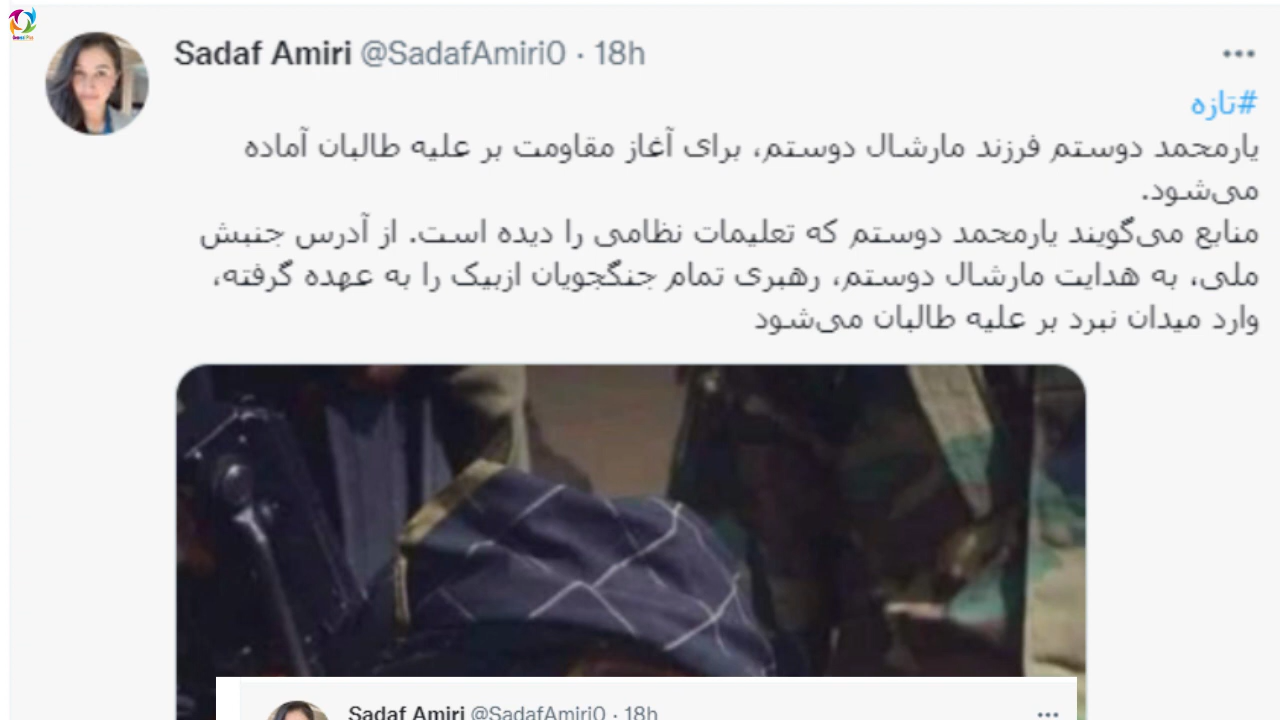 Sadaf Amiri @SadafAmiri0 · 18h
#تازه
یارمحمد دوستم فرزند مارشال دوستم، برای آغاز مقاومت بر علیه طالبان آماده
می‌شود.
منابع می‌گویند یارمحمد دوستم که تعلیمات نظامی را دیده است. از آدرس جنبش
ملی، به هدایت مارشال دوستم، رهبری تمام جنگجویان ازبیک را به عهده گرفته،
وارد میدان نبرد بر علیه طالبان می‌شود
Sadaf Amiri @SadafAmiri0 · 18h